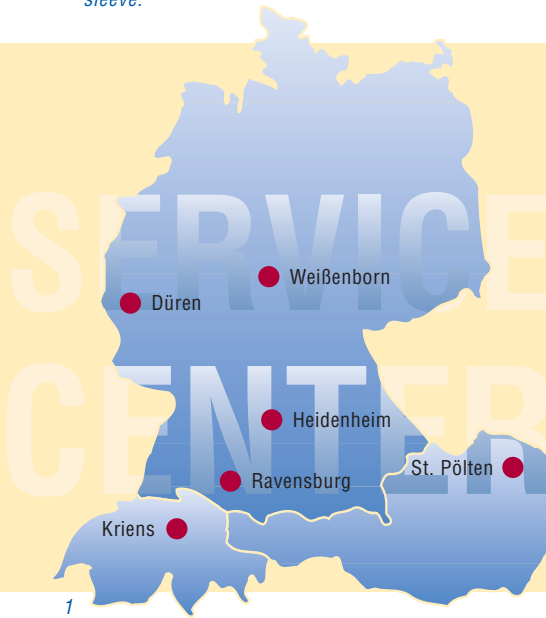 sleeve.
SERVICE
CENTER
Weißenborn
Düren
Heidenheim
St. Pölten
Ravensburg
Kriens
1